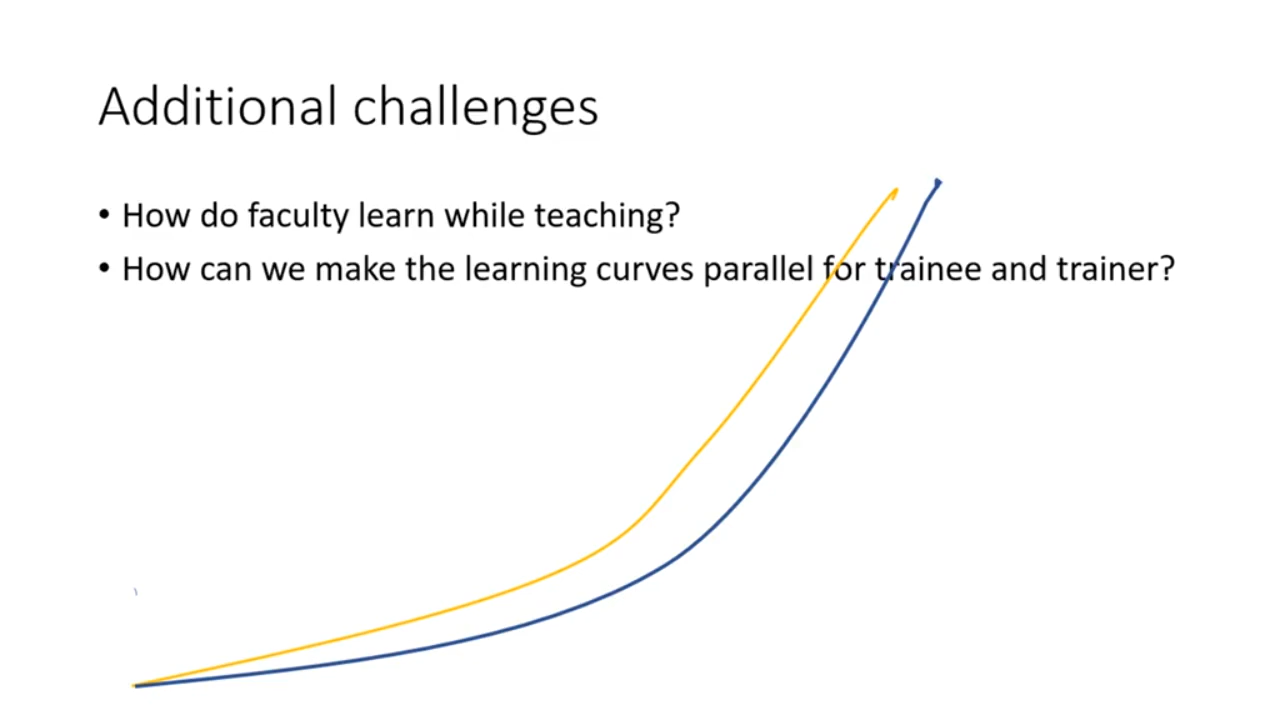 Additional challenges
• How do faculty learn while teaching?
• How can we make the learning curves parallel for trainee and trainer?